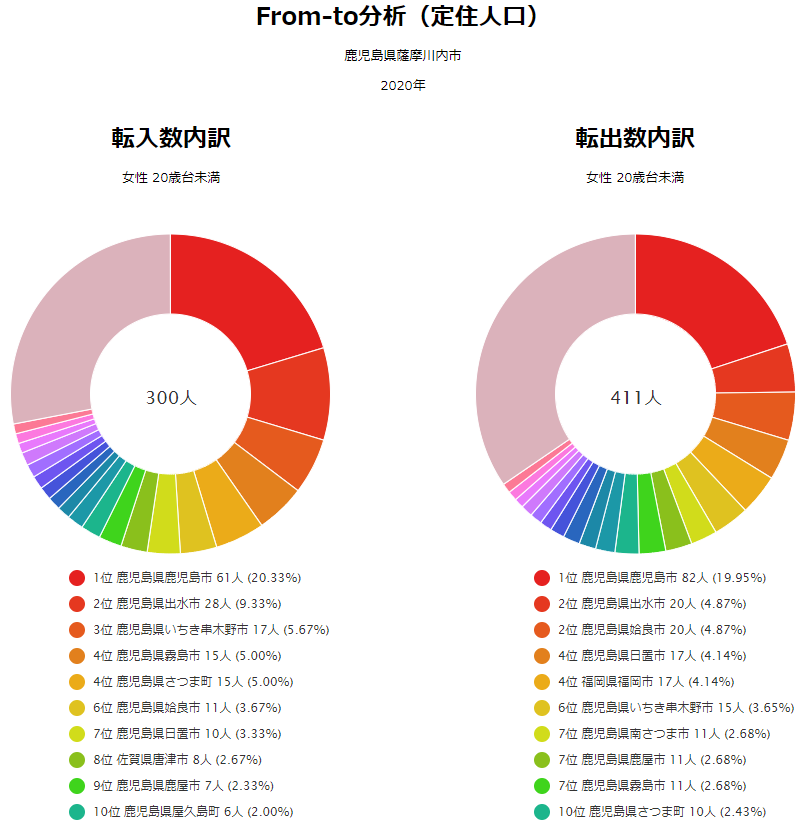 From-to分析（定住人口）
鹿児島県薩摩川内市
2020年
転入数内訳
女性 20歳台未満
300人
1位 鹿児島県鹿児島市 61人 (20.33%)
2位 鹿児島県出水市 28人 (9.33%)
3位 鹿児島県いちき串木野市 17人 (5.67%)
4位 鹿児島県霧島市 15人 (5.00%)
4位 鹿児島県さつま町 15人 (5.00%)
6位 鹿児島県姶良市 11人 (3.67%)
7位 鹿児島県日置市 10人 (3.33%)
8位 佐賀県唐津市 8人 (2.67%)
9位 鹿児島県鹿屋市 7人 (2.33%)
10位 鹿児島県屋久島町 6人 (2.00%)
転出数内訳
女性 20歳台未満
411人
1位 鹿児島県鹿児島市 82人 (19.95%)
2位 鹿児島県出水市 20人 (4.87%)
2位 鹿児島県姶良市 20人 (4.87%)
4位 鹿児島県日置市 17人 (4.14%)
4位 福岡県福岡市 17人 (4.14%)
6位 鹿児島県いちき串木野市 15人 (3.65%)
7位 鹿児島県南さつま市 11人 (2.68%)
7位 鹿児島県鹿屋市 11人 (2.68%)
7位 鹿児島県霧島市 11人 (2.68%)
10位 鹿児島県さつま町 10人 (2.43%)